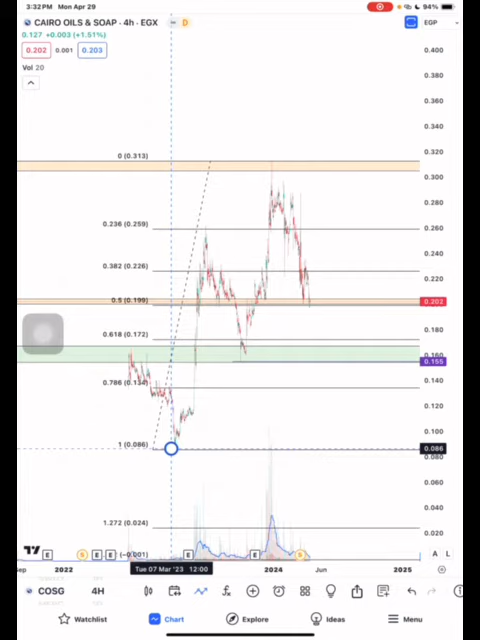 3:32 PM Mon Apr 29
94%
CAIRO OILS & SOAP · 4h · EGX
D
EGP
0.127 +0.003 (+1.51%)
0.202 0.001 0.203
Vol 20
0.400
0.380
0.360
0.340
0.320
0.300
0.280
0.260
0.240
0.220
0.202
0.180
0.160
0.155
0.140
0.120
0.100
0.086
0.080
0.060
0.040
0.020
0 (0.313)
0.236 (0.259)
0.382 (0.226)
0.5 (0.199)
0.618 (0.172)
0.786 (0.134)
1 (0.086)
1.272 (0.024)
(−0.001)
E S E E E E S
A L
Sep 2022 Tue 07 Mar '23 12:00 2024 Jun 2025
COSG 4H
Watchlist Chart Explore Ideas Menu